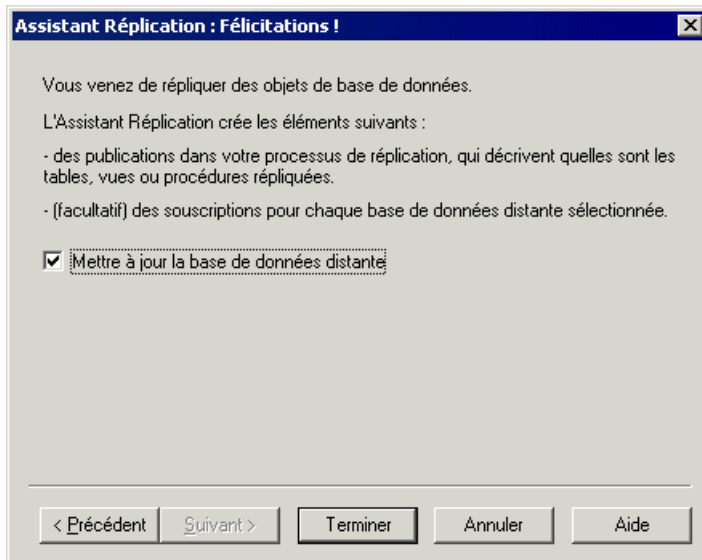 Assistant Réplication : Félicitations !
Vous venez de répliquer des objets de base de données.
L'Assistant Réplication crée les éléments suivants :
- des publications dans votre processus de réplication, qui décrivent quelles sont les
tables, vues ou procédures répliquées.
- (facultatif) des souscriptions pour chaque base de données distante sélectionnée.
Mettre à jour la base de données distante
< Précédent
Suivant >
Terminer
Annuler
Aide